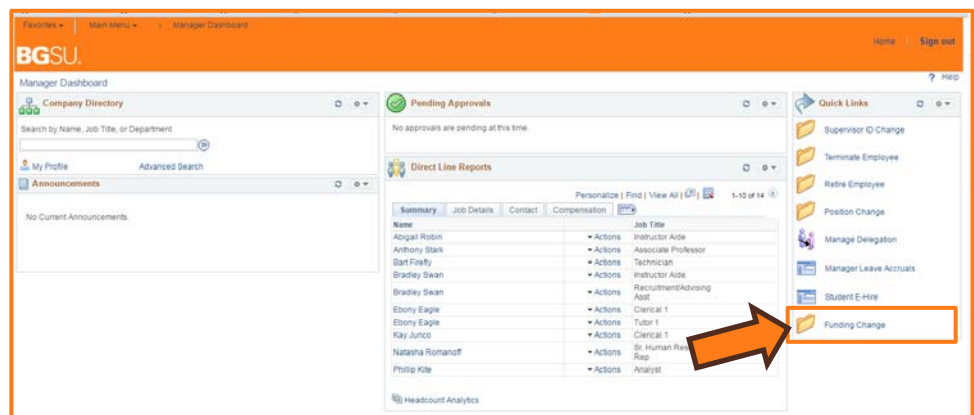 Favorites Main Menu > Manager Dashboard
BGSU.
Home Sign out
? Help
Manager Dashboard
Company Directory
Search by Name, Job Title, or Department
My Profile Advanced Search
Announcements
No Current Announcements.
Pending Approvals
No approvals are pending at this time.
Direct Line Reports
Personalize | Find | View All | | 1-10 of 14
Summary Job Details Contact Compensation
Name Job Title
Abigail Robin Actions Instructor Aide
Anthony Stark Actions Associate Professor
Bart Firefly Actions Technician
Bradley Swan Actions Instructor Aide
Bradley Swan Actions Recruitment/Advising
Asst
Ebony Eagle Actions Clerical 1
Ebony Eagle Actions Tutor 1
Kay Junco Actions Clerical 1
Natasha Romanoff Actions Sr. Human Res
Rep
Phillip Kite Actions Analyst
Headcount Analytics
Quick Links
Supervisor ID Change
Terminate Employee
Retire Employee
Position Change
Manage Delegation
Manager Leave Accruals
Student E-Hire
Funding Change